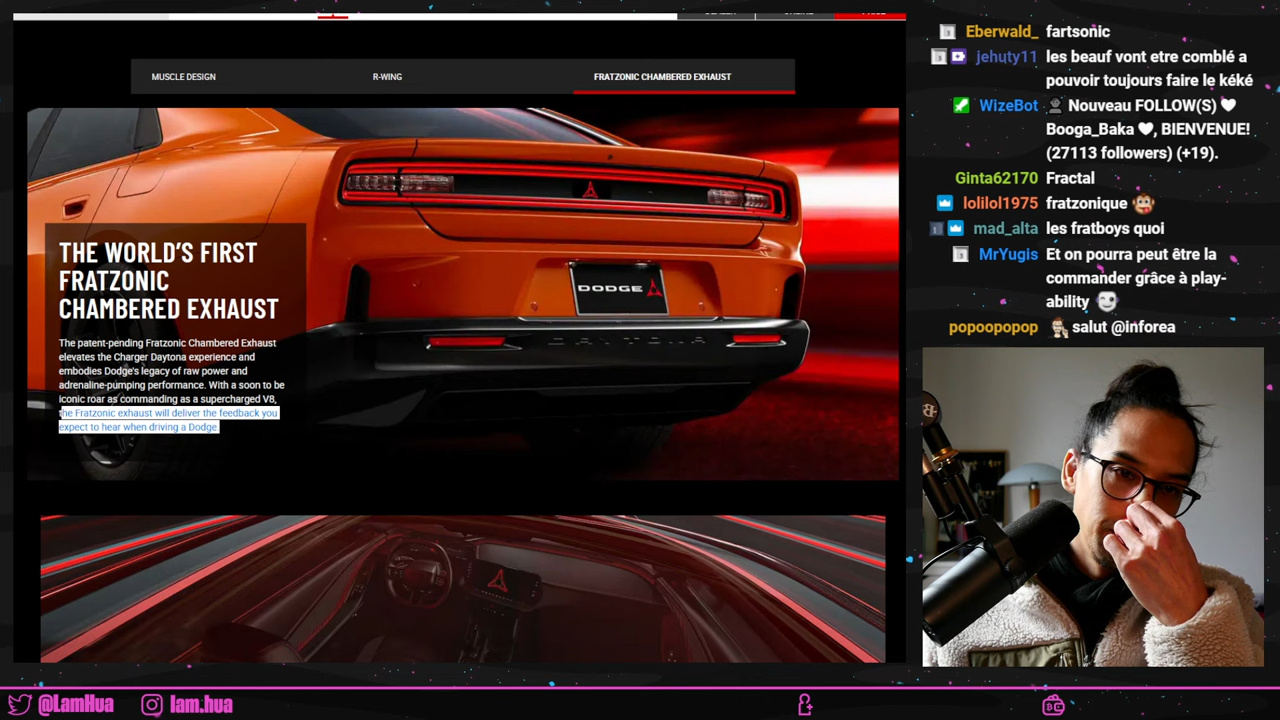 MUSCLE DESIGN
R-WING
FRATZONIC CHAMBERED EXHAUST
THE WORLD'S FIRST
FRATZONIC
CHAMBERED EXHAUST
The patent-pending Fratzonic Chambered Exhaust
elevates the Charger Daytona experience and
embodies Dodge's legacy of raw power and
adrenaline-pumping performance. With a soon to be
iconic roar as commanding as a supercharged V8,
the Fratzonic exhaust will deliver the feedback you
expect to hear when driving a Dodge.
DODGE
DAYTONA
Eberwald_ fartsonic
jehuty11 les beauf vont etre comblé a
pouvoir toujours faire le kéké
WizeBot Nouveau FOLLOW(S)
Booga_Baka, BIENVENUE!
(27113 followers) (+19).
Ginta62170 Fractal
lolilol1975 fratzonique
mad_alta les fratboys quoi
MrYugis Et on pourra peut être la
commander grâce à play-
ability
popoopopop salut @inforea
@LamHua
lam.hua